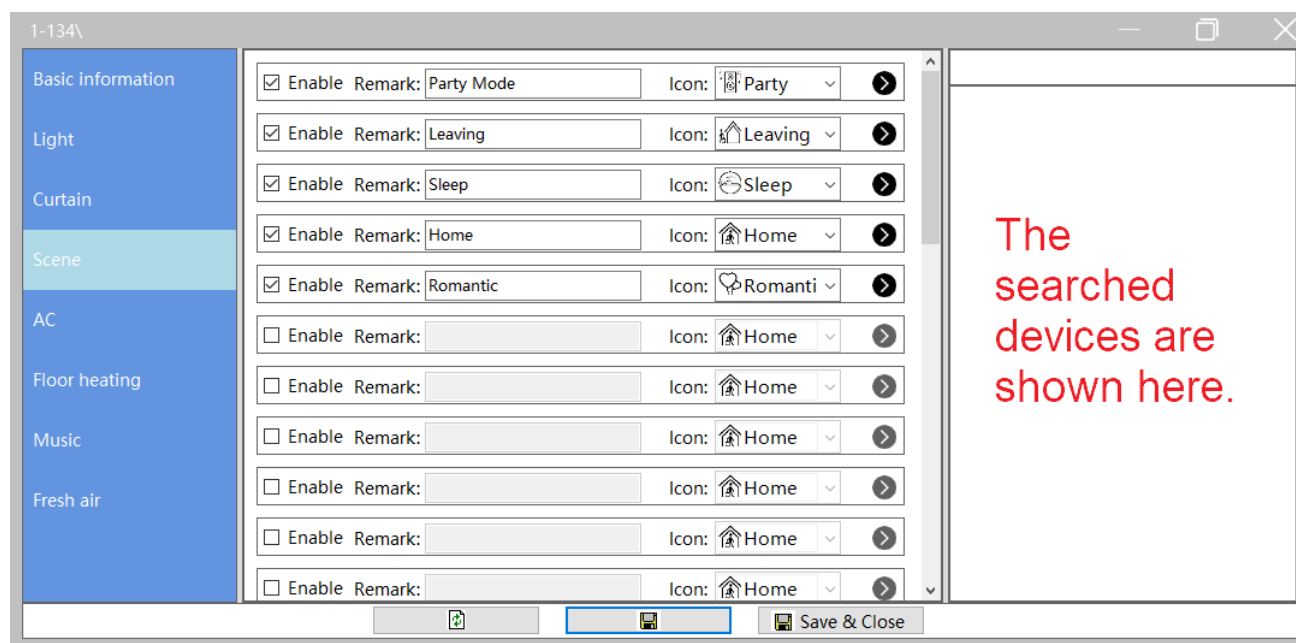 1-134\
Basic information
Light
Curtain
Scene
AC
Floor heating
Music
Fresh air
Enable Remark: Party Mode Icon: Party
Enable Remark: Leaving Icon: Leaving
Enable Remark: Sleep Icon: Sleep
Enable Remark: Home Icon: Home
Enable Remark: Romantic Icon: Romanti
Enable Remark: Icon: Home
Enable Remark: Icon: Home
Enable Remark: Icon: Home
Enable Remark: Icon: Home
Enable Remark: Icon: Home
Enable Remark: Icon: Home
The
searched
devices are
shown here.
Save & Close